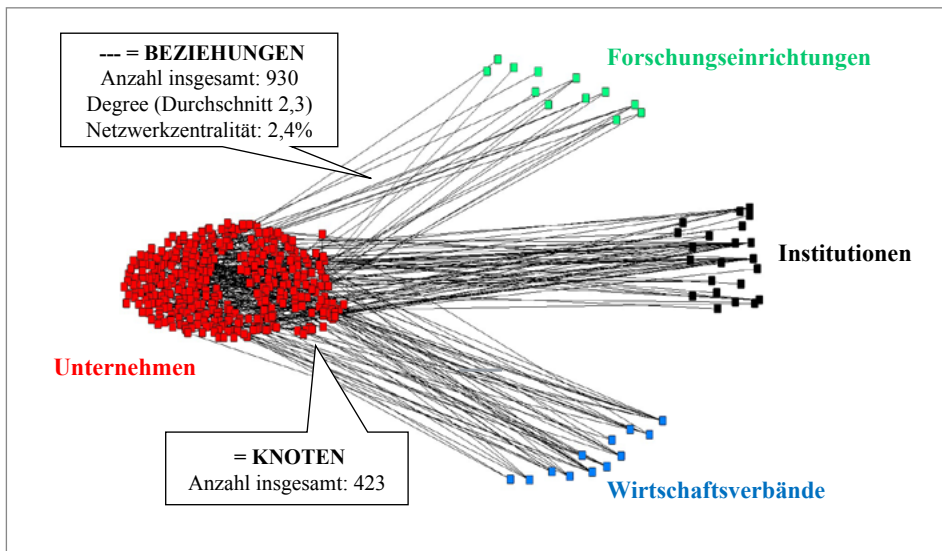 --- = BEZIEHUNGEN
Anzahl insgesamt: 930
Degree (Durchschnitt 2,3)
Netzwerkzentralität: 2,4%
Forschungseinrichtungen
Institutionen
Unternehmen
= KNOTEN
Anzahl insgesamt: 423
Wirtschaftsverbände